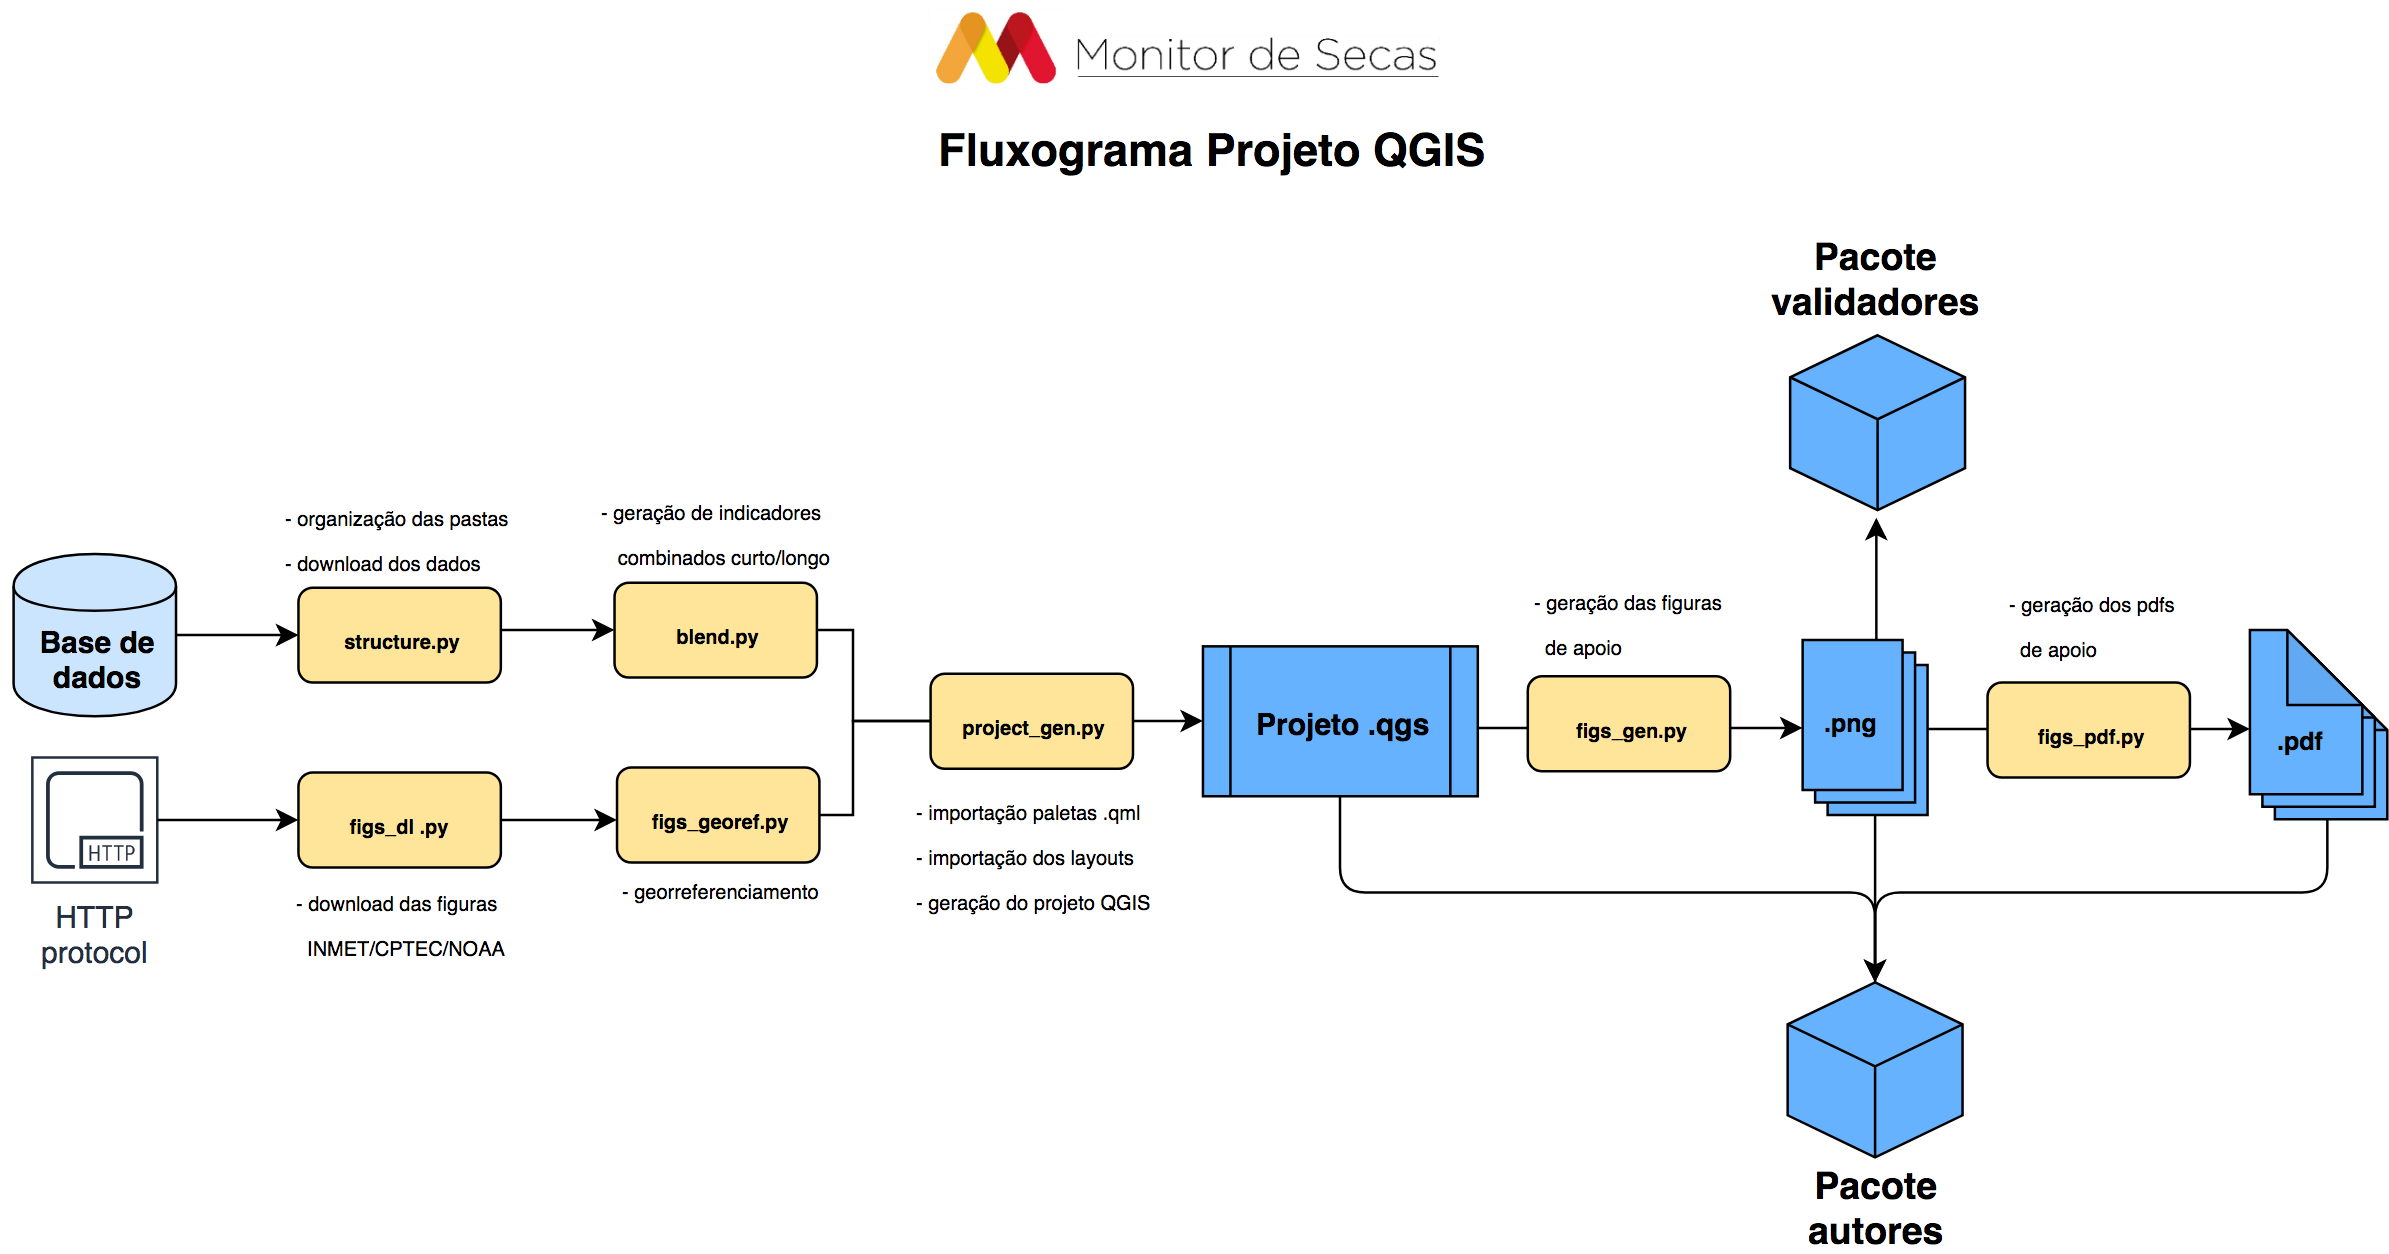 Monitor de Secas
Fluxograma Projeto QGIS
Pacote
validadores
- organização das pastas
- download dos dados
- geração de indicadores
combinados curto/longo
Base de
dados
structure.py
blend.py
HTTP
HTTP
protocol
figs_dl .py
- download das figuras
INMET/CPTEC/NOAA
figs_georef.py
- georreferenciamento
project_gen.py
- importação paletas .qml
- importação dos layouts
- geração do projeto QGIS
Projeto .qgs
- geração das figuras
de apoio
figs_gen.py
.png
- geração dos pdfs
de apoio
figs_pdf.py
.pdf
Pacote
autores